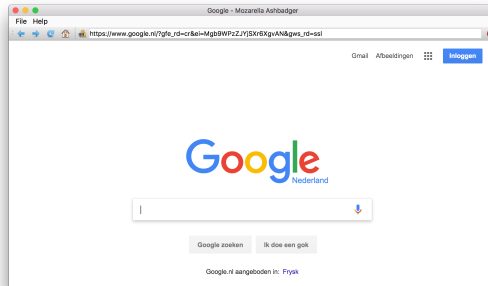 Google - Mozarella Ashbadger
File Help
https://www.google.nl/?gfe_rd=cr&ei=Mgb9WPzZJYjSXr6XgvAN&gws_rd=ssl
Gmail Afbeeldingen Inloggen
Google
Nederland
Google zoeken Ik doe een gok
Google.nl aangeboden in: Frysk